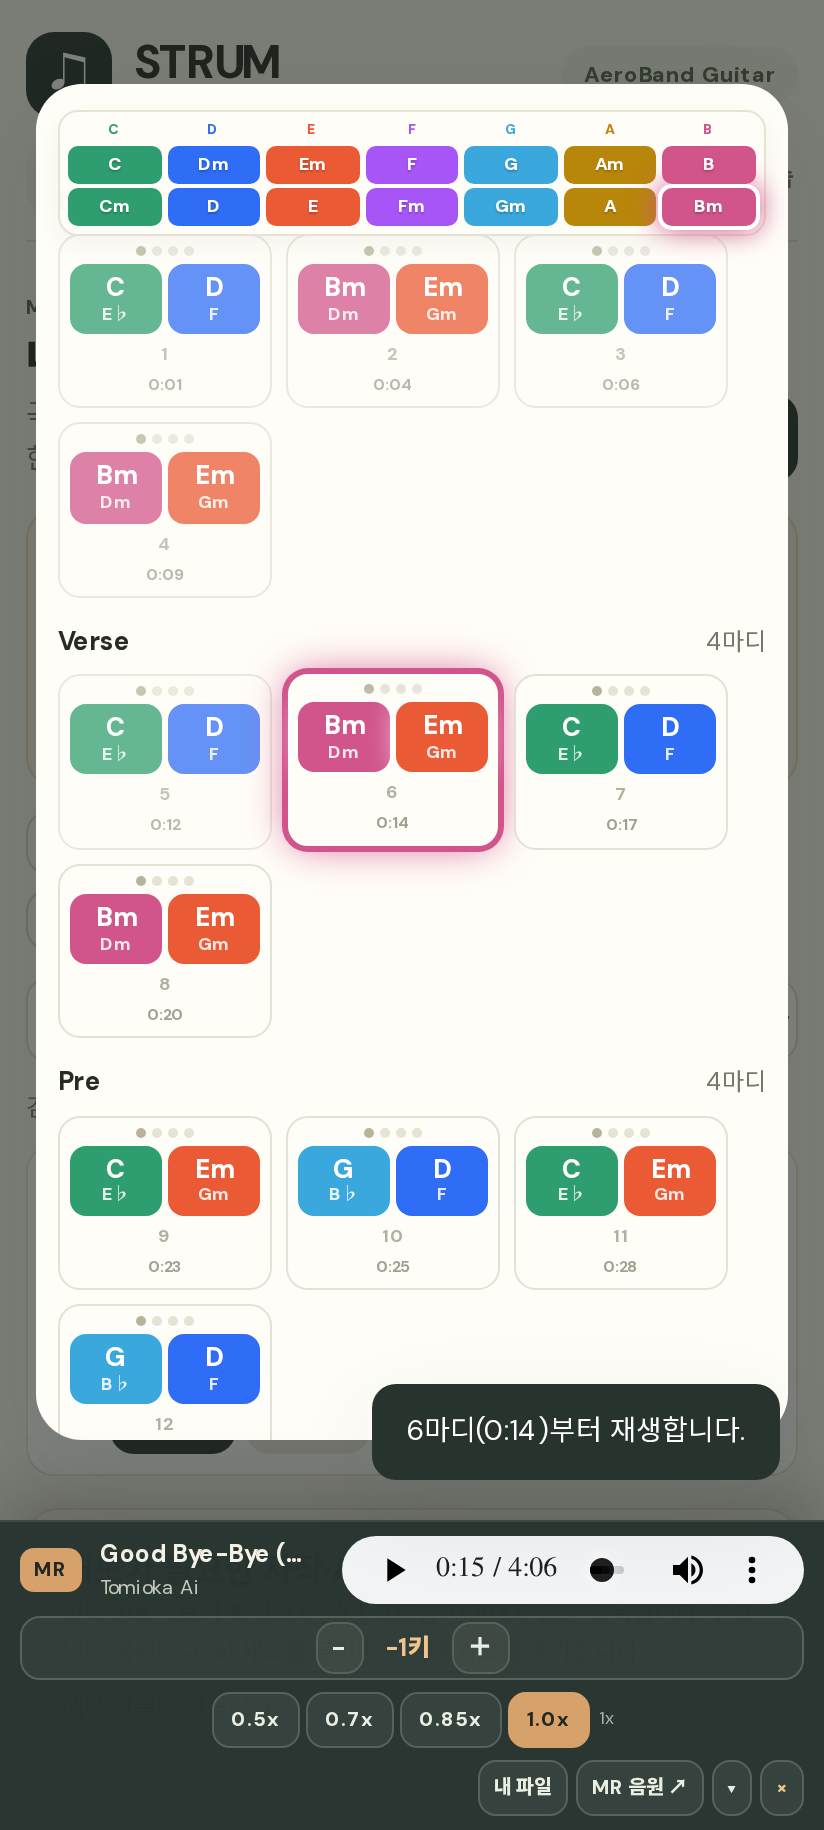 STRUM
AeroBand Guitar
C D E F G A B
C Dm Em F G Am B
Cm D E Fm Gm A Bm
C D Bm Em C D
E♭ F Dm Gm E♭ F
1 2 3
0:01 0:04 0:06
Bm Em
Dm Gm
4
0:09
Verse 4마디
C D Bm Em C D
E♭ F Dm Gm E♭ F
5 6 7
0:12 0:14 0:17
Bm Em
Dm Gm
8
0:20
Pre 4마디
C Em G D C Em
E♭ Gm B♭ F E♭ Gm
9 10 11
0:23 0:25 0:28
G D
B♭ F
12
6마디(0:14)부터 재생합니다.
MR Good Bye-Bye (...
Tomioka Ai
0:15 / 4:06
- -1키 +
0.5x 0.7x 0.85x 1.0x 1x
내 파일 MR 음원 ↗ ▾ ×